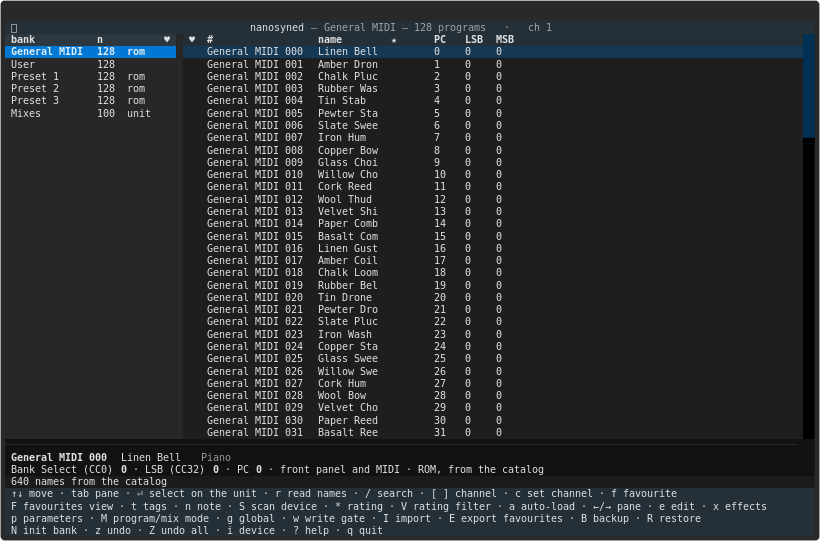 nanosyned — General MIDI — 128 programs · ch 1
bank n ♥ ♥ # name ★ PC LSB MSB
General MIDI 128 rom General MIDI 000 Linen Bell 0 0 0
User 128 General MIDI 001 Amber Dron 1 0 0
Preset 1 128 rom General MIDI 002 Chalk Pluc 2 0 0
Preset 2 128 rom General MIDI 003 Rubber Was 3 0 0
Preset 3 128 rom General MIDI 004 Tin Stab 4 0 0
Mixes 100 unit General MIDI 005 Pewter Sta 5 0 0
General MIDI 006 Slate Swee 6 0 0
General MIDI 007 Iron Hum 7 0 0
General MIDI 008 Copper Bow 8 0 0
General MIDI 009 Glass Choi 9 0 0
General MIDI 010 Willow Cho 10 0 0
General MIDI 011 Cork Reed 11 0 0
General MIDI 012 Wool Thud 12 0 0
General MIDI 013 Velvet Shi 13 0 0
General MIDI 014 Paper Comb 14 0 0
General MIDI 015 Basalt Com 15 0 0
General MIDI 016 Linen Gust 16 0 0
General MIDI 017 Amber Coil 17 0 0
General MIDI 018 Chalk Loom 18 0 0
General MIDI 019 Rubber Bel 19 0 0
General MIDI 020 Tin Drone 20 0 0
General MIDI 021 Pewter Dro 21 0 0
General MIDI 022 Slate Pluc 22 0 0
General MIDI 023 Iron Wash 23 0 0
General MIDI 024 Copper Sta 24 0 0
General MIDI 025 Glass Swee 25 0 0
General MIDI 026 Willow Swe 26 0 0
General MIDI 027 Cork Hum 27 0 0
General MIDI 028 Wool Bow 28 0 0
General MIDI 029 Velvet Cho 29 0 0
General MIDI 030 Paper Reed 30 0 0
General MIDI 031 Basalt Ree 31 0 0
General MIDI 000 Linen Bell Piano
Bank Select (CC0) 0 · LSB (CC32) 0 · PC 0 · front panel and MIDI · ROM, from the catalog
640 names from the catalog
↑↓ move · tab pane · ⏎ select on the unit · r read names · / search · [ ] channel · c set channel · f favourite
F favourites view · t tags · n note · S scan device · * rating · V rating filter · a auto-load · ←/→ pane · e edit · x effects
p parameters · M program/mix mode · g global · w write gate · I import · E export favourites · B backup · R restore
N init bank · z undo · Z undo all · i device · ? help · q quit